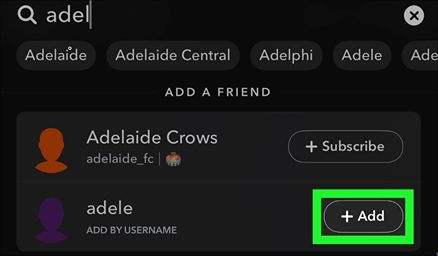 adel
Adelaide Adelaide Central Adelphi Adele Ade
ADD A FRIEND
Adelaide Crows
adelaide_fc |
+ Subscribe
adele
ADD BY USERNAME
+ Add